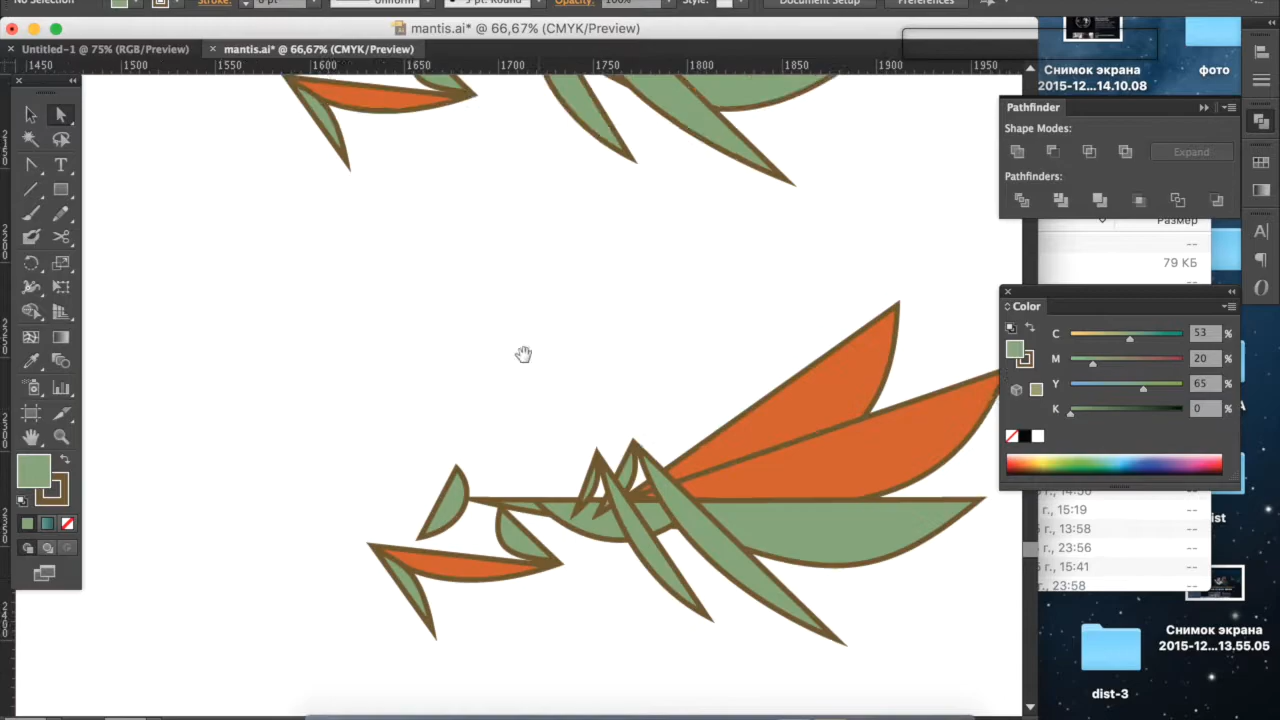 No Selection
Stroke:
Uniform
5 pt. Round
Opacity:
100%
Style:
Document Setup
Preferences
mantis.ai* @ 66,67% (CMYK/Preview)
Untitled-1 @ 75% (RGB/Preview)
mantis.ai* @ 66,67% (CMYK/Preview)
1450 1500 1550 1600 1650 1700 1750 1800 1850 1900 1950
Снимок экрана
2015-12...14.10.08
фото
Pathfinder
Shape Modes:
Expand
Pathfinders:
Размер
--
79 КБ
--
Color
C 53 %
M 20 %
Y 65 %
K 0 %
г., 15:19 --
г., 13:58 --
г., 23:56 --
г., 15:41 --
г., 23:58 --
ist
Снимок экрана
2015-12...13.55.05
dist-3